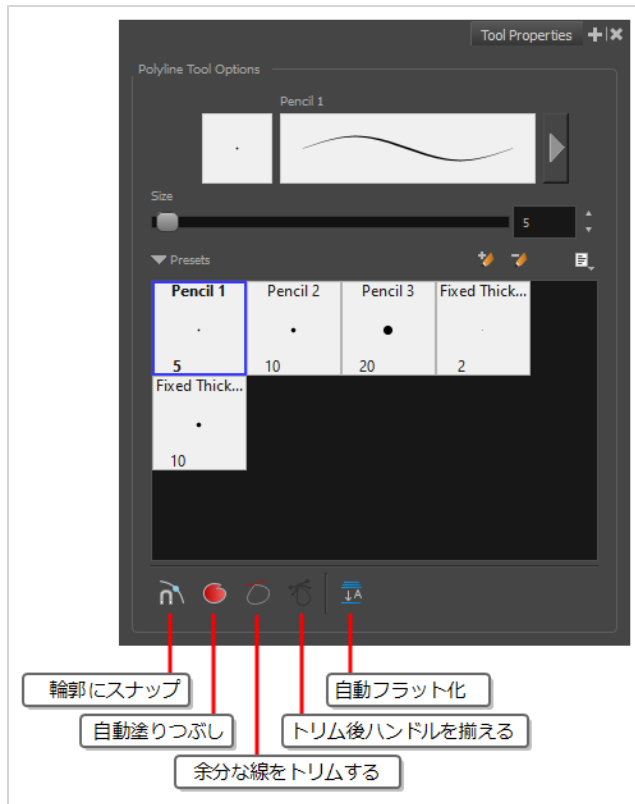 Tool Properties
Polyline Tool Options
Pencil 1
Size
5
Presets
Pencil 1 Pencil 2 Pencil 3 Fixed Thick...
5 10 20 2
Fixed Thick...
10
輪郭にスナップ 自動フラット化
自動塗りつぶし トリム後ハンドルを揃える
余分な線をトリムする